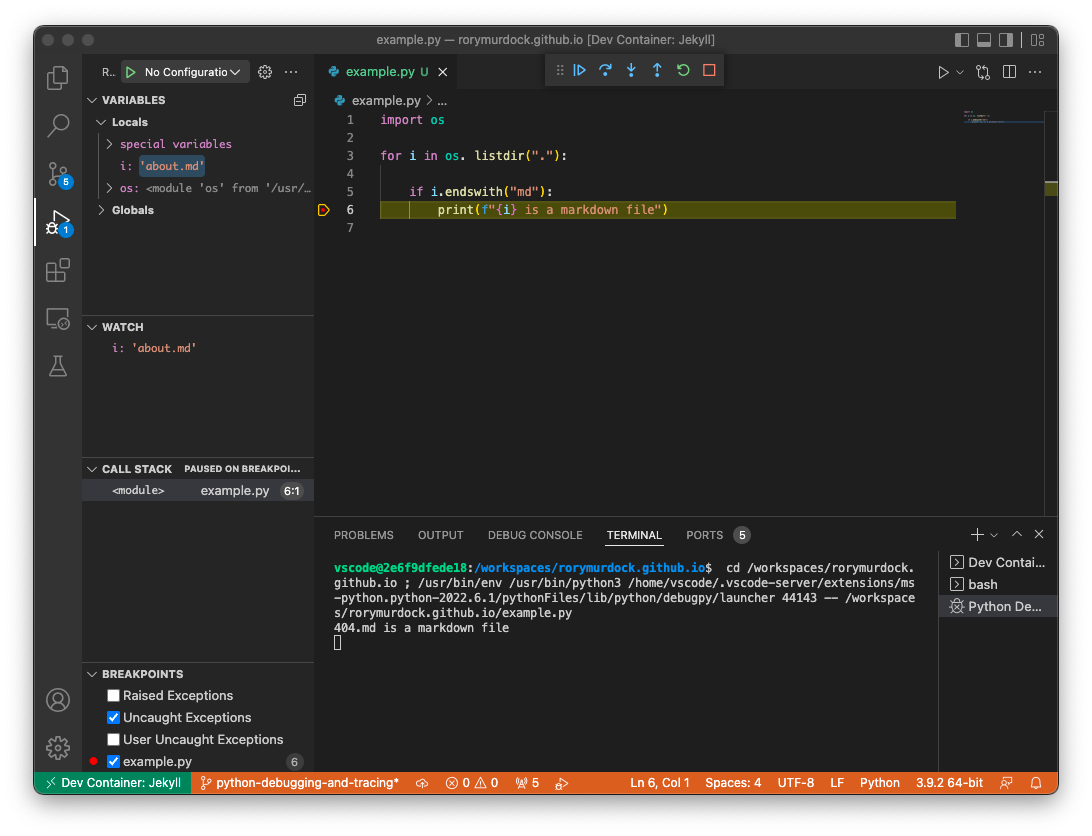 example.py — rorymurdock.github.io [Dev Container: Jekyll]
R.. No Configuratio
VARIABLES
Locals
special variables
i: 'about.md'
os: <module 'os' from '/usr/…
Globals
WATCH
i: 'about.md'
CALL STACK PAUSED ON BREAKPOI…
<module> example.py 6:1
BREAKPOINTS
Raised Exceptions
Uncaught Exceptions
User Uncaught Exceptions
example.py 6
5
1
example.py U
example.py > ...
1 import os
2
3 for i in os. listdir("."):
4
5 if i.endswith("md"):
6 print(f"{i} is a markdown file")
7
PROBLEMS OUTPUT DEBUG CONSOLE TERMINAL PORTS 5
vscode@2e6f9dfede18:/workspaces/rorymurdock.github.io$ cd /workspaces/rorymurdock.
github.io ; /usr/bin/env /usr/bin/python3 /home/vscode/.vscode-server/extensions/ms
-python.python-2022.6.1/pythonFiles/lib/python/debugpy/launcher 44143 -- /workspace
s/rorymurdock.github.io/example.py
404.md is a markdown file
Dev Contai...
bash
Python De...
Dev Container: Jekyll python-debugging-and-tracing* 0 0 5 Ln 6, Col 1 Spaces: 4 UTF-8 LF Python 3.9.2 64-bit